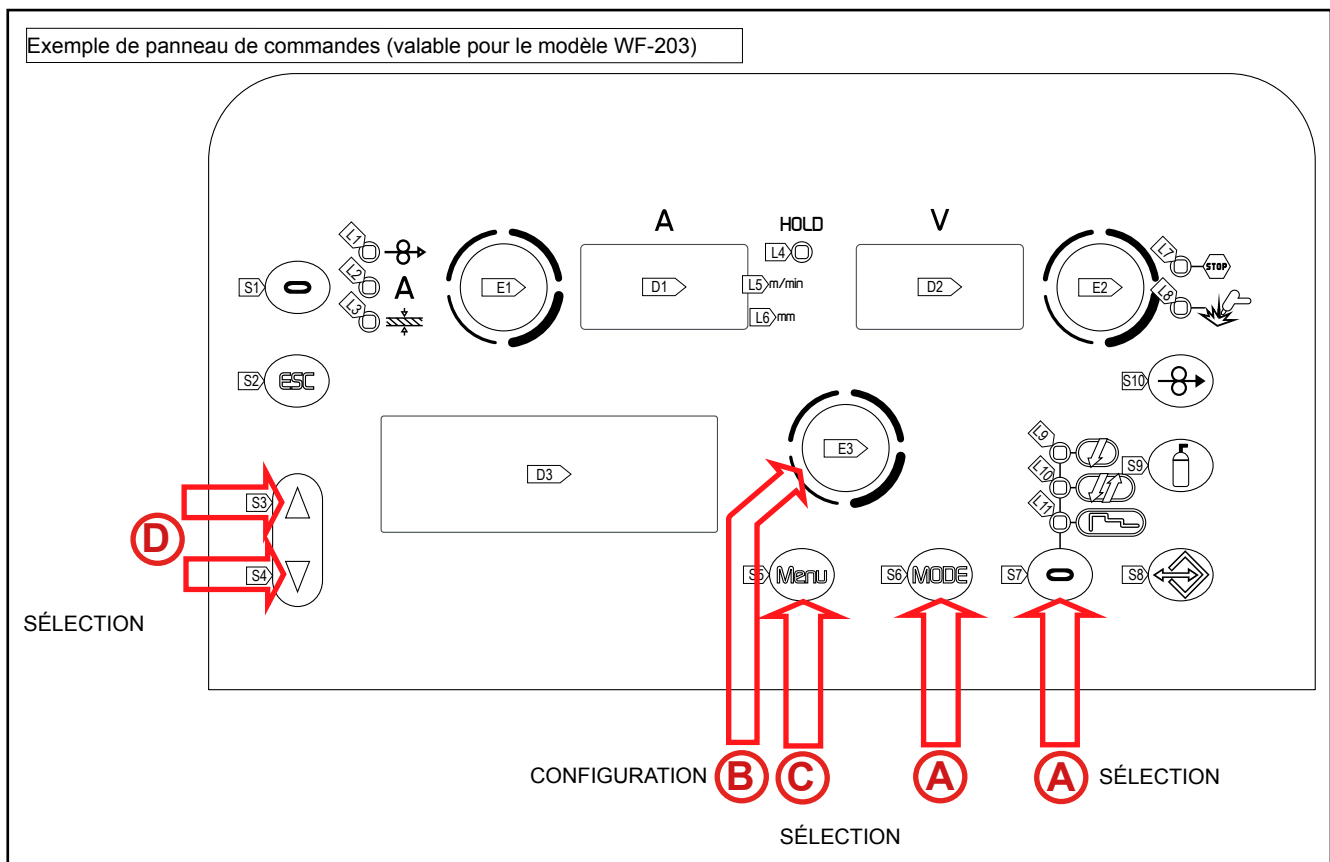 Exemple de panneau de commandes (valable pour le modèle WF-203)
A
HOLD
V
L1
L2
A
L3
S1
E1
D1
L4
L5 m/min
L6 mm
D2
E2
L7
STOP
L8
S2
ESC
S10
D3
E3
L9
L10
L11
S9
S3
D
S4
S5
Menu
S6
MODE
S7
S8
SÉLECTION
CONFIGURATION
B
C
A
A
SÉLECTION
SÉLECTION